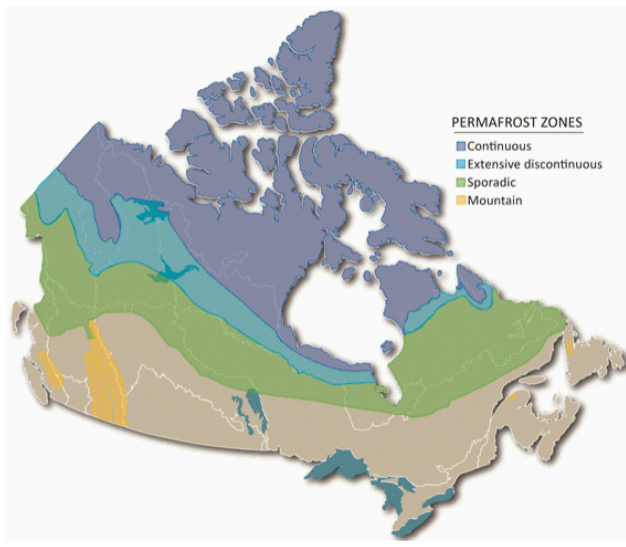 PERMAFROST ZONES
Continuous
Extensive discontinuous
Sporadic
Mountain